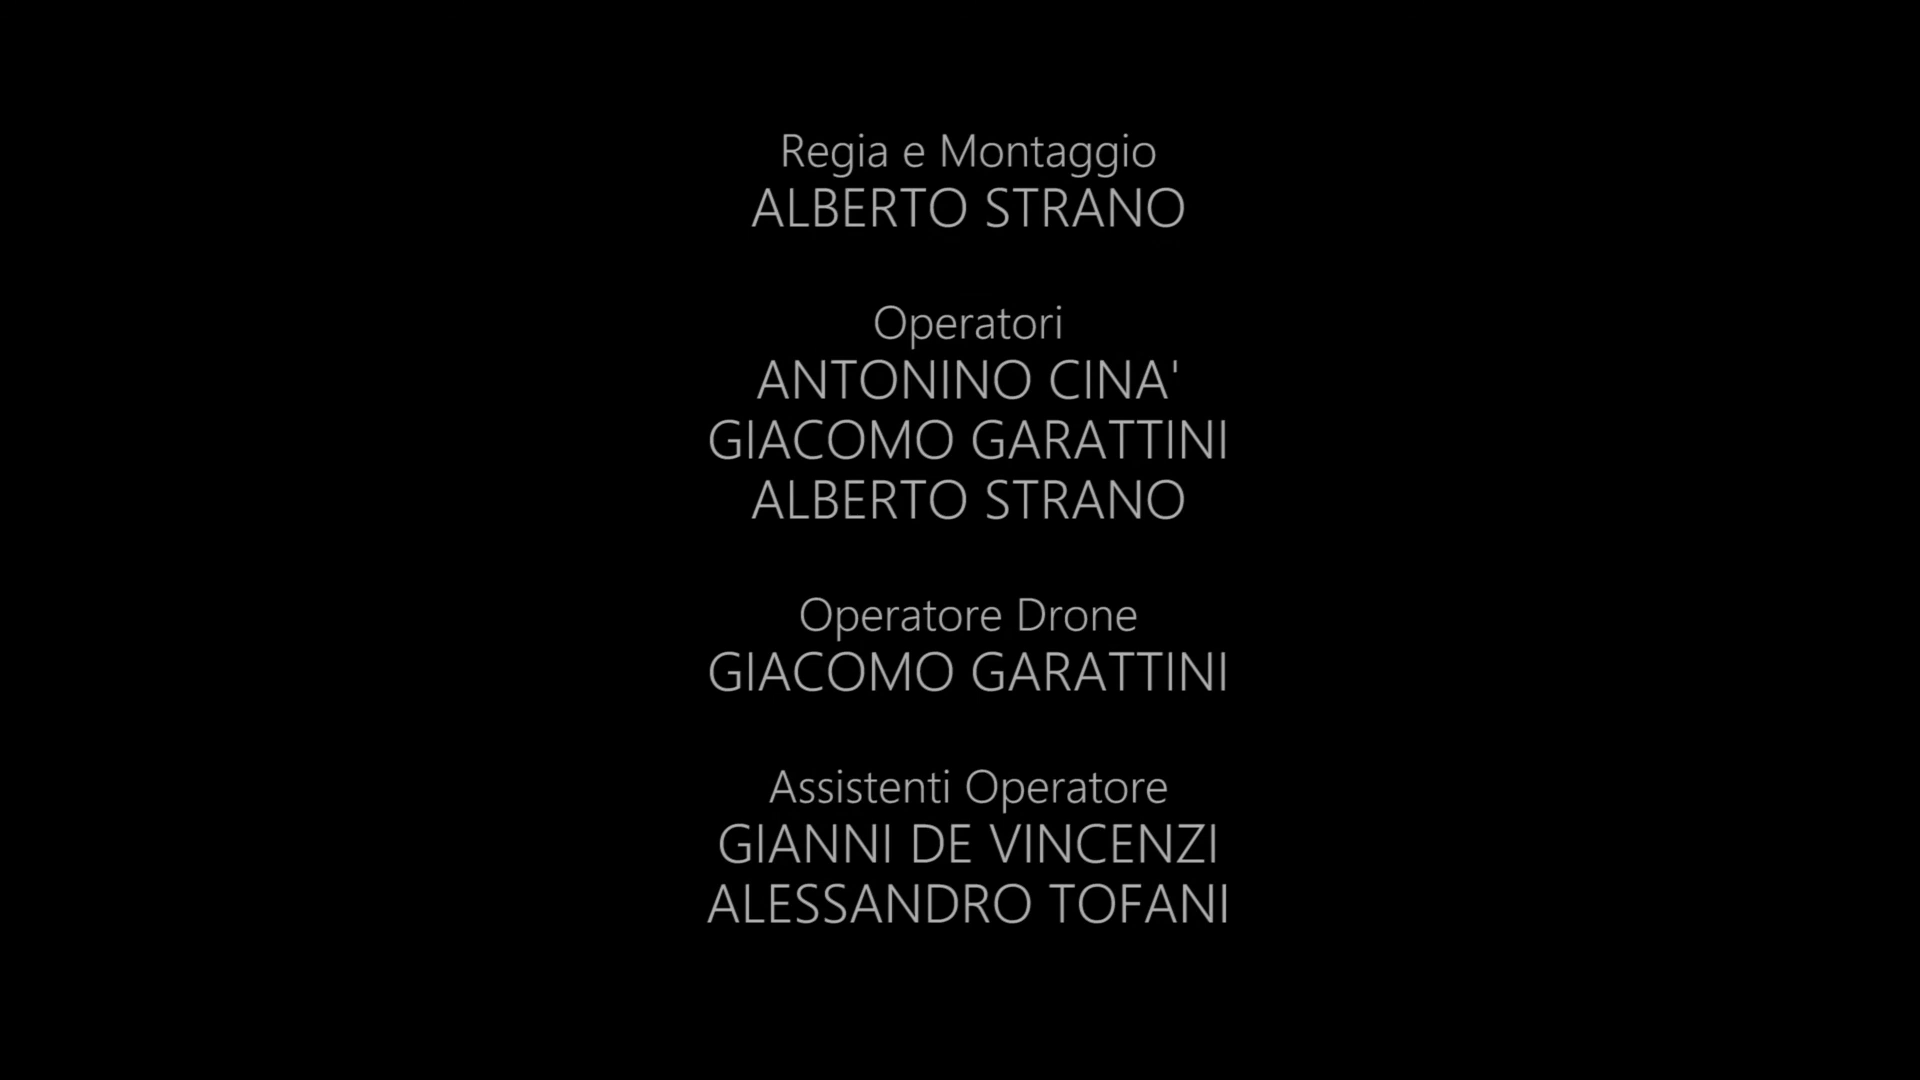 Regia e Montaggio
ALBERTO STRANO
Operatori
ANTONINO CINA'
GIACOMO GARATTINI
ALBERTO STRANO
Operatore Drone
GIACOMO GARATTINI
Assistenti Operatore
GIANNI DE VINCENZI
ALESSANDRO TOFANI